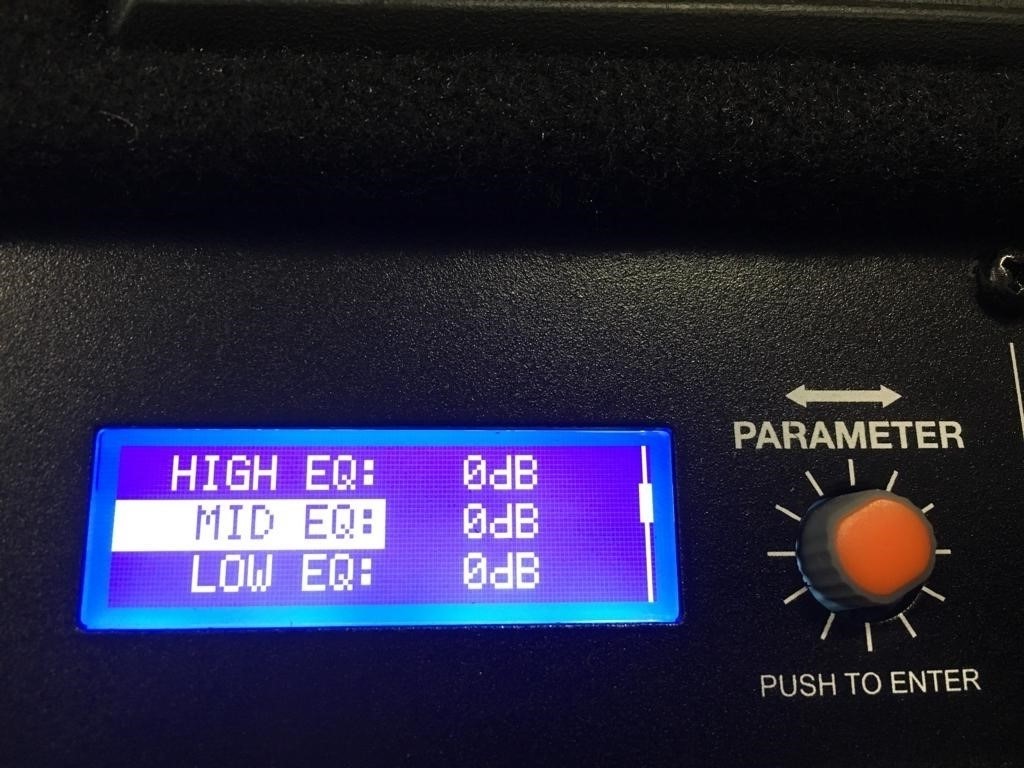 HIGH EQ: 0dB
MID EQ: 0dB
LOW EQ: 0dB
PARAMETER
PUSH TO ENTER